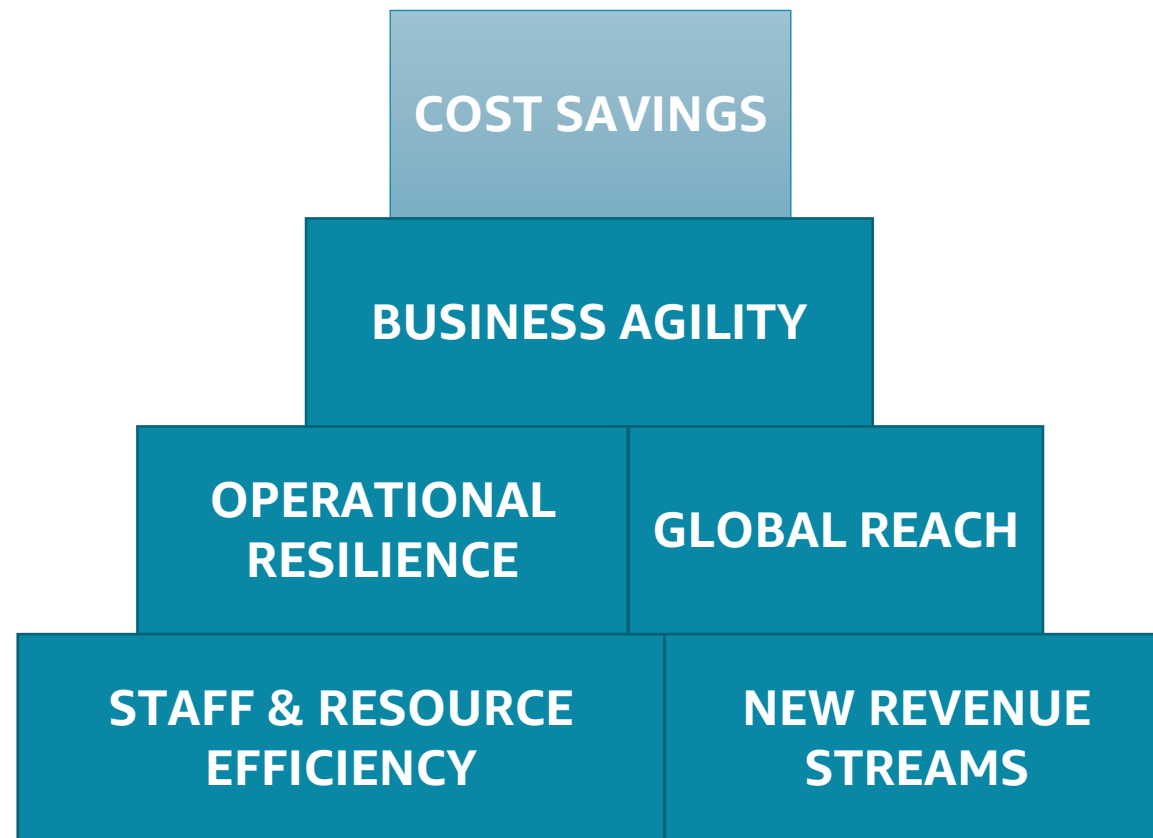 COST SAVINGS
BUSINESS AGILITY
OPERATIONAL
RESILIENCE
GLOBAL REACH
STAFF & RESOURCE
EFFICIENCY
NEW REVENUE
STREAMS